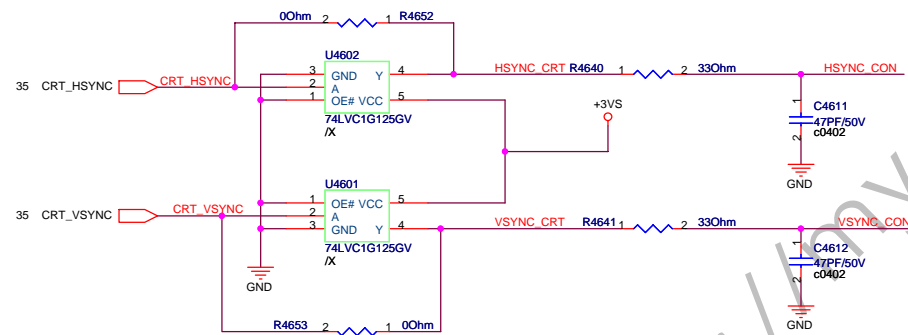 0Ohm 2 1 R4652
U4602
3 GND Y 4
2 A
1 OE# VCC 5
74LVC1G125GV
/X
35 CRT_HSYNC CRT_HSYNC
HSYNC_CRT R4640 1 2 33Ohm HSYNC_CON
+3VS
1 C4611
47PF/50V
2 c0402
GND
U4601
1 OE# VCC 5
2 A
3 GND Y 4
74LVC1G125GV
/X
35 CRT_VSYNC CRT_VSYNC
VSYNC_CRT R4641 1 2 33Ohm VSYNC_CON
1 C4612
47PF/50V
2 c0402
GND
GND
R4653 2 1 0Ohm